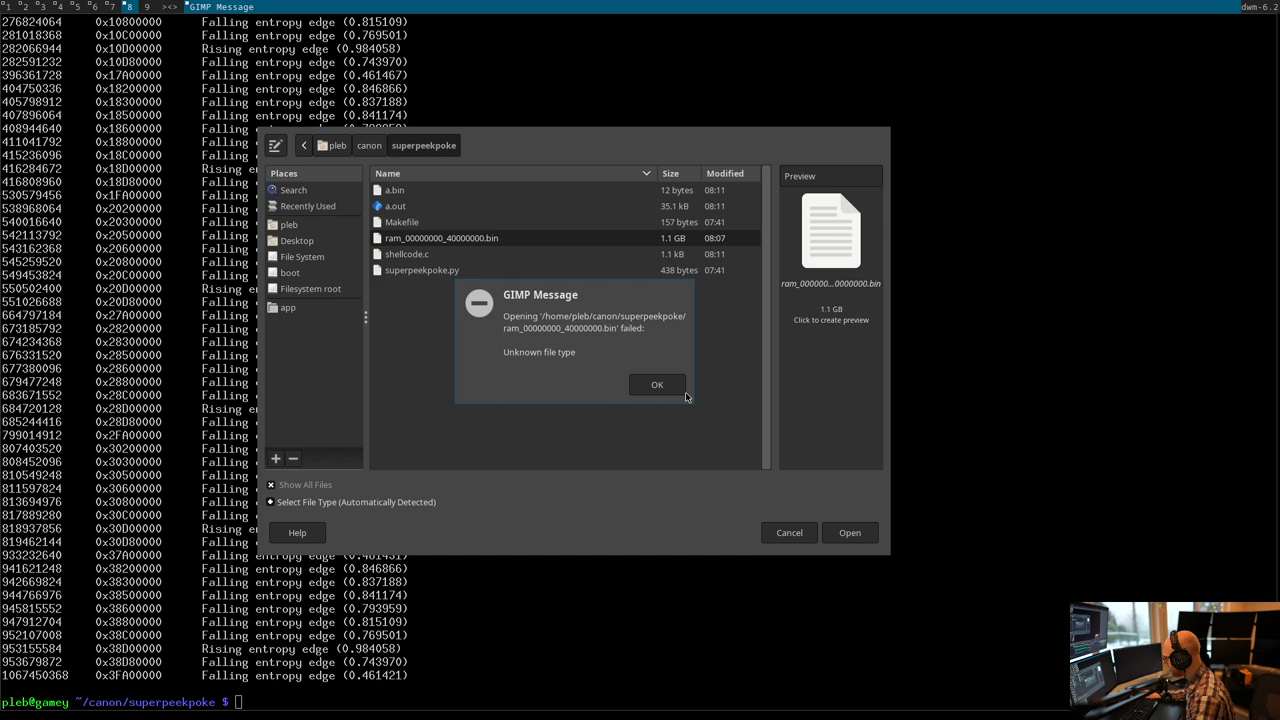 1 2 3 4 5 6 7 8 9 ><> GIMP Message dwm-6.2
276824064 0x10800000 Falling entropy edge (0.815109)
281018368 0x10C00000 Falling entropy edge (0.769501)
282066944 0x10D00000 Rising entropy edge (0.984058)
282591232 0x10D80000 Falling entropy edge (0.743970)
396361728 0x17A00000 Falling entropy edge (0.461467)
404750336 0x18200000 Falling entropy edge (0.846866)
405798912 0x18300000 Falling entropy edge (0.837188)
407896064 0x18500000 Falling entropy edge (0.841174)
408944640 0x18600000 Falling
411041792 0x18800000 Falling
415236096 0x18C00000 Falling
416284672 0x18D00000 Rising en
416808960 0x18D80000 Falling
530579456 0x1FA00000 Falling
538968064 0x20200000 Falling
540016640 0x20300000 Falling
542113792 0x20500000 Falling
543162368 0x20600000 Falling
545259520 0x20800000 Falling
549453824 0x20C00000 Falling
550502400 0x20D00000 Rising en
551026688 0x20D80000 Falling
664797184 0x27A00000 Falling
673185792 0x28200000 Falling
674234368 0x28300000 Falling
676331520 0x28500000 Falling
677380096 0x28600000 Falling
679477248 0x28800000 Falling
683671552 0x28C00000 Falling
684720128 0x28D00000 Rising en
685244416 0x28D80000 Falling
799014912 0x2FA00000 Falling
807403520 0x30200000 Falling
808452096 0x30300000 Falling
810549248 0x30500000 Falling
811597824 0x30600000 Falling
813694976 0x30800000 Falling
817889280 0x30C00000 Falling
818937856 0x30D00000 Rising en
819462144 0x30D80000 Falling
933232640 0x37A00000 Falling entropy edge (0.461431)
941621248 0x38200000 Falling entropy edge (0.846866)
942669824 0x38300000 Falling entropy edge (0.837188)
944766976 0x38500000 Falling entropy edge (0.841174)
945815552 0x38600000 Falling entropy edge (0.793959)
947912704 0x38800000 Falling entropy edge (0.815109)
952107008 0x38C00000 Falling entropy edge (0.769501)
953155584 0x38D00000 Rising entropy edge (0.984058)
953679872 0x38D80000 Falling entropy edge (0.743970)
1067450368 0x3FA00000 Falling entropy edge (0.461421)
pleb@gamey ~/canon/superpeekpoke $
pleb canon superpeekpoke
Places
Search
Recently Used
pleb
Desktop
File System
boot
Filesystem root
app
Name Size Modified
a.bin 12 bytes 08:11
a.out 35.1 kB 08:11
Makefile 157 bytes 07:41
ram_00000000_40000000.bin 1.1 GB 08:07
shellcode.c 1.1 kB 08:11
superpeekpoke.py 438 bytes 07:41
Preview
ram_000000...0000000.bin
1.1 GB
Click to create preview
GIMP Message
Opening '/home/pleb/canon/superpeekpoke/
ram_00000000_40000000.bin' failed:
Unknown file type
OK
Show All Files
Select File Type (Automatically Detected)
Help Cancel Open